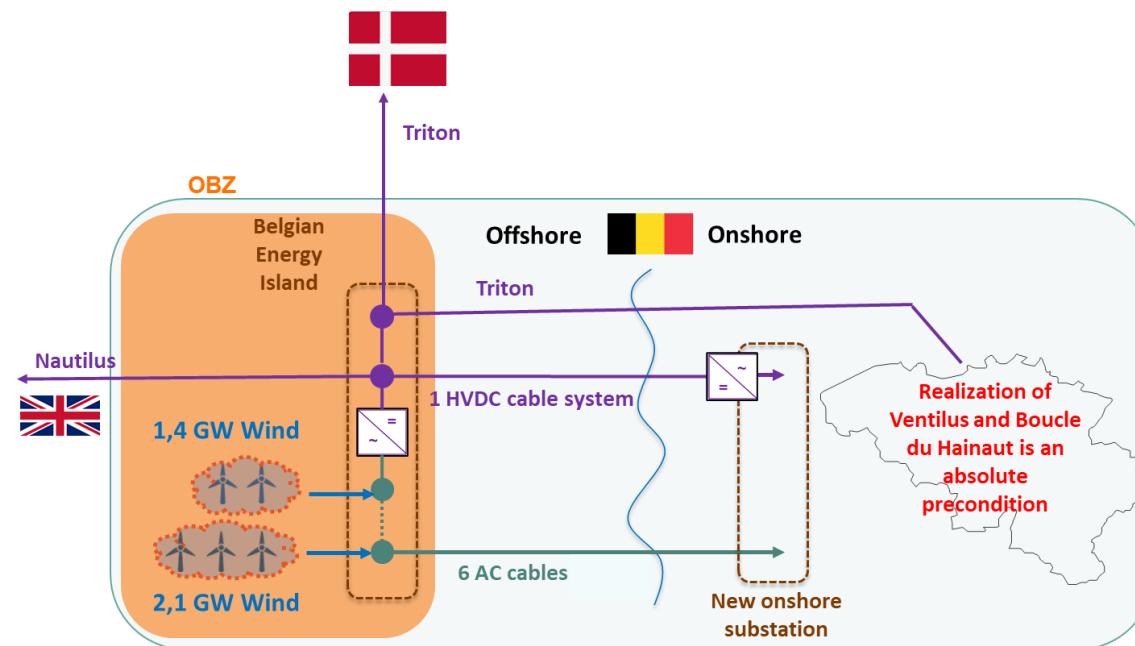 Triton
OBZ
Belgian
Energy
Island
Offshore
Onshore
Triton
Nautilus
1 HVDC cable system
~
=
=
~
1,4 GW Wind
2,1 GW Wind
6 AC cables
New onshore
substation
Realization of
Ventilus and Boucle
du Hainaut is an
absolute
precondition